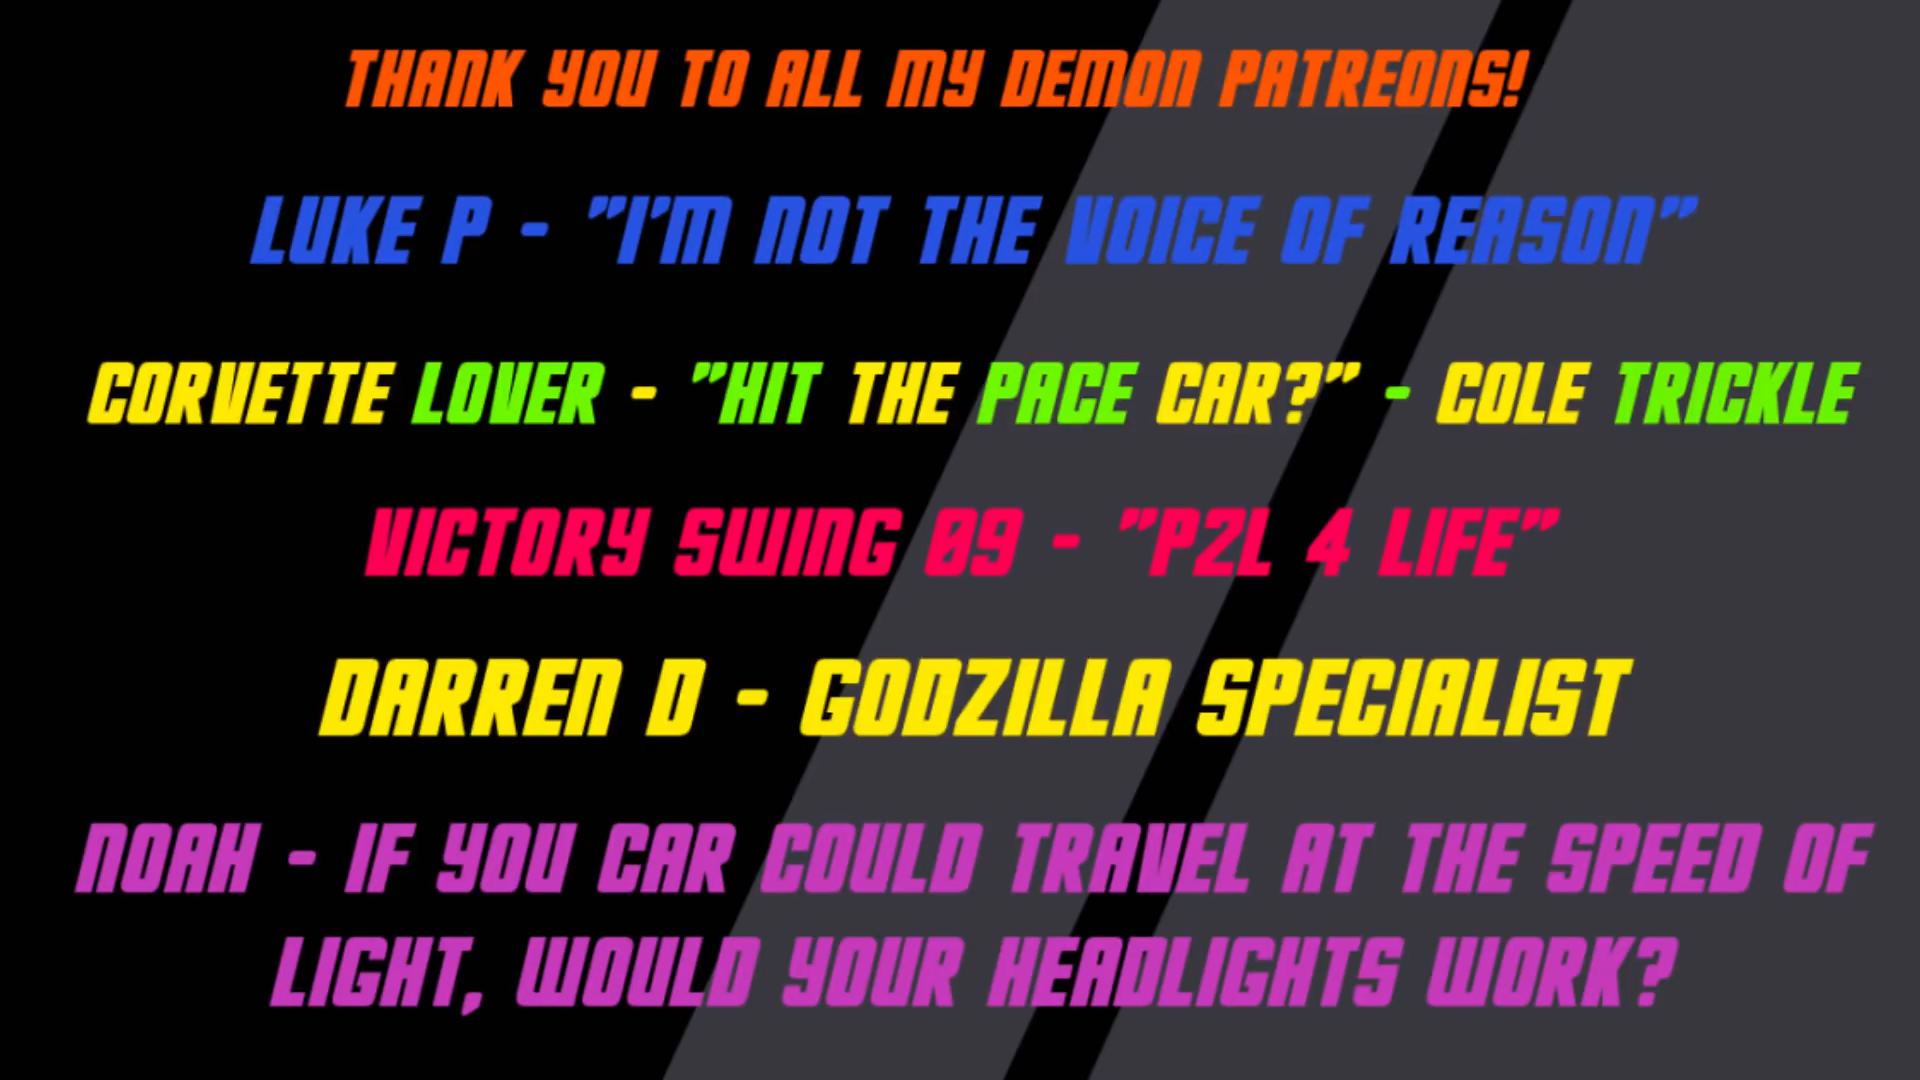 THANK YOU TO ALL MY DEMON PATREONS!
LUKE P - "I'M NOT THE VOICE OF REASON"
CORVETTE LOVER - "HIT THE PACE CAR?" - COLE TRICKLE
VICTORY SWING 09 - "P2L 4 LIFE"
DARREN D - GODZILLA SPECIALIST
NOAH - IF YOU CAR COULD TRAVEL AT THE SPEED OF
LIGHT, WOULD YOUR HEADLIGHTS WORK?